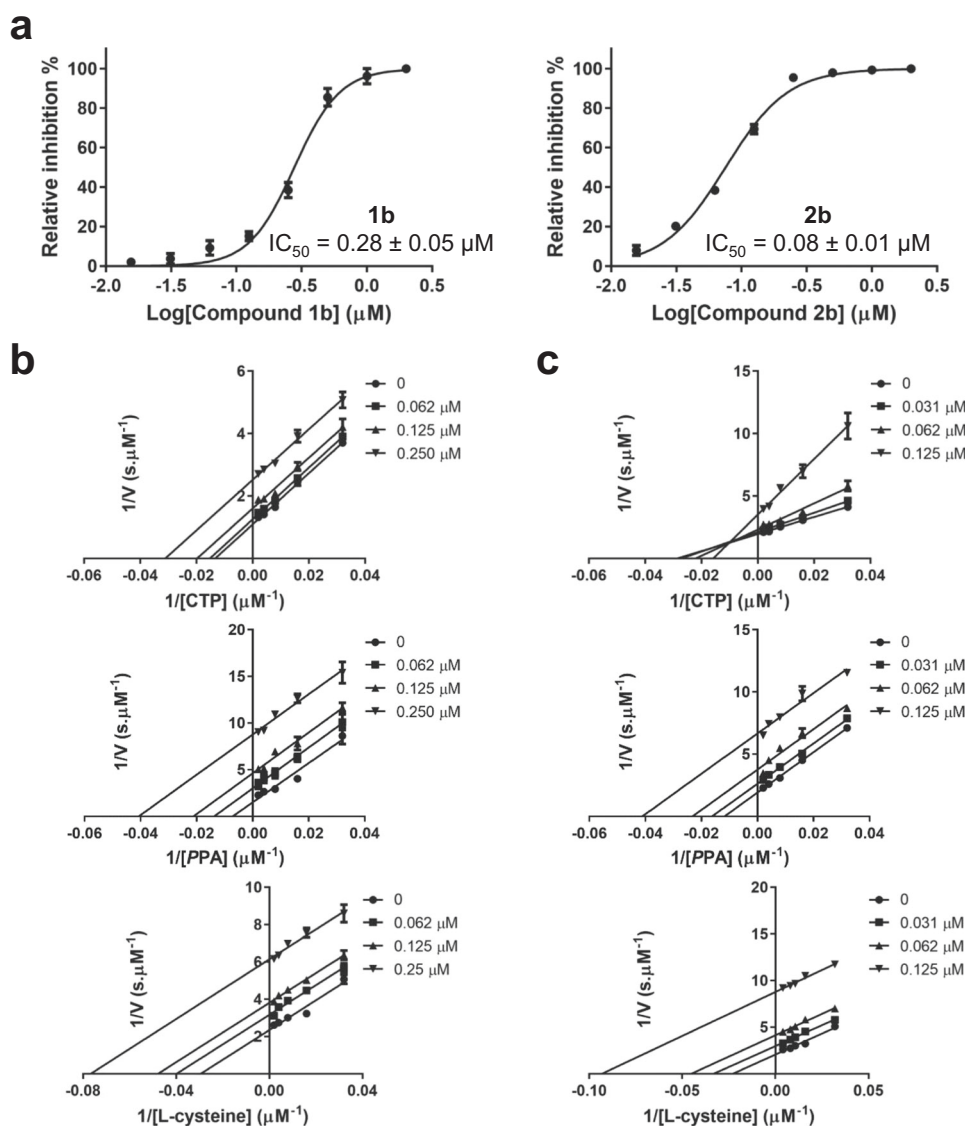 a
Relative inhibition %
100
80
60
40
20
0
1b
IC50 = 0.28 ± 0.05 μM
-2.0 -1.5 -1.0 -0.5 0.0 0.5
Log[Compound 1b] (μM)
Relative inhibition %
100
80
60
40
20
0
2b
IC50 = 0.08 ± 0.01 μM
-2.0 -1.5 -1.0 -0.5 0.0 0.5
Log[Compound 2b] (μM)
b
1/V (s.μM-1)
6
4
2
0
0.062 μM
0.125 μM
0.250 μM
-0.06 -0.04 -0.02 0.00 0.02 0.04
1/[CTP] (μM-1)
1/V (s.μM-1)
20
15
10
5
0
0.062 μM
0.125 μM
0.250 μM
-0.06 -0.04 -0.02 0.00 0.02 0.04
1/[PPA] (μM-1)
1/V (s.μM-1)
10
8
6
4
2
0
0.062 μM
0.125 μM
0.25 μM
-0.08 -0.06 -0.04 -0.02 0.00 0.02 0.04
1/[L-cysteine] (μM-1)
c
1/V (s.μM-1)
15
10
5
0
0.031 μM
0.062 μM
0.125 μM
-0.06 -0.04 -0.02 0.00 0.02 0.04
1/[CTP] (μM-1)
1/V (s.μM-1)
15
10
5
0
0.031 μM
0.062 μM
0.125 μM
-0.06 -0.04 -0.02 0.00 0.02 0.04
1/[PPA] (μM-1)
1/V (s.μM-1)
20
15
10
5
0
0.031 μM
0.062 μM
0.125 μM
-0.10 -0.05 0.00 0.05
1/[L-cysteine] (μM-1)